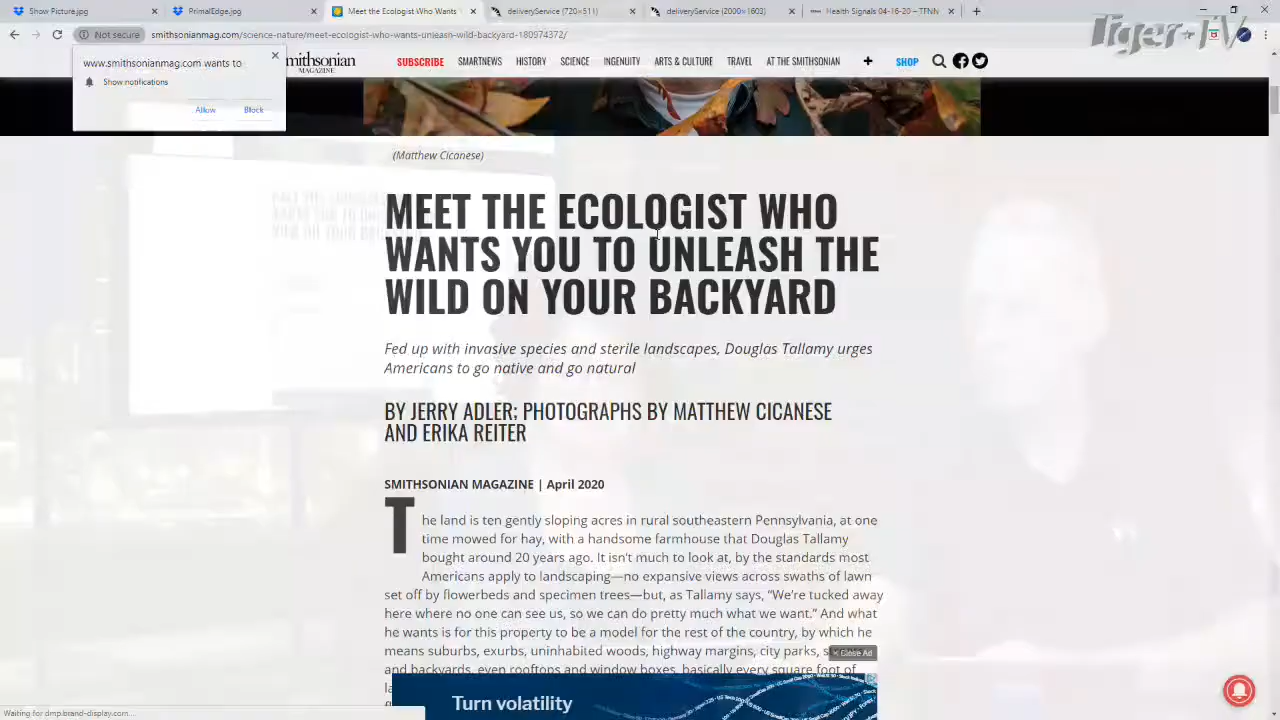 Show Picture.jpg
PrimalEdge.jpg
Meet the Ecologist Who Wants Yo
deliveryService (720×511)
deliveryService (2000×1603)
Health Signals 04-16-20 – TFNN
Tiger TV
Not secure
smithsonianmag.com/science-nature/meet-ecologist-who-wants-unleash-wild-backyard-180974372/
www.smithsonianmag.com wants to
Show notifications
Allow
Block
mithsonian
MAGAZINE
SUBSCRIBE SMARTNEWS HISTORY SCIENCE INGENUITY ARTS & CULTURE TRAVEL AT THE SMITHSONIAN + SHOP
(Matthew Cicanese)
MEET THE ECOLOGIST WHO
WANTS YOU TO UNLEASH THE
WILD ON YOUR BACKYARD
Fed up with invasive species and sterile landscapes, Douglas Tallamy urges
Americans to go native and go natural
BY JERRY ADLER; PHOTOGRAPHS BY MATTHEW CICANESE
AND ERIKA REITER
SMITHSONIAN MAGAZINE | April 2020
The land is ten gently sloping acres in rural southeastern Pennsylvania, at one
time mowed for hay, with a handsome farmhouse that Douglas Tallamy
bought around 20 years ago. It isn't much to look at, by the standards most
Americans apply to landscaping—no expansive views across swaths of lawn
set off by flowerbeds and specimen trees—but, as Tallamy says, "We're tucked away
here where no one can see us, so we can do pretty much what we want." And what
he wants is for this property to be a model for the rest of the country, by which he
means suburbs, exurbs, uninhabited woods, highway margins, city parks, s
× Close Ad
and backyards, even rooftops and window boxes, basically every square foot of
Turn volatility
Waiting for dmp.brand-display.com...